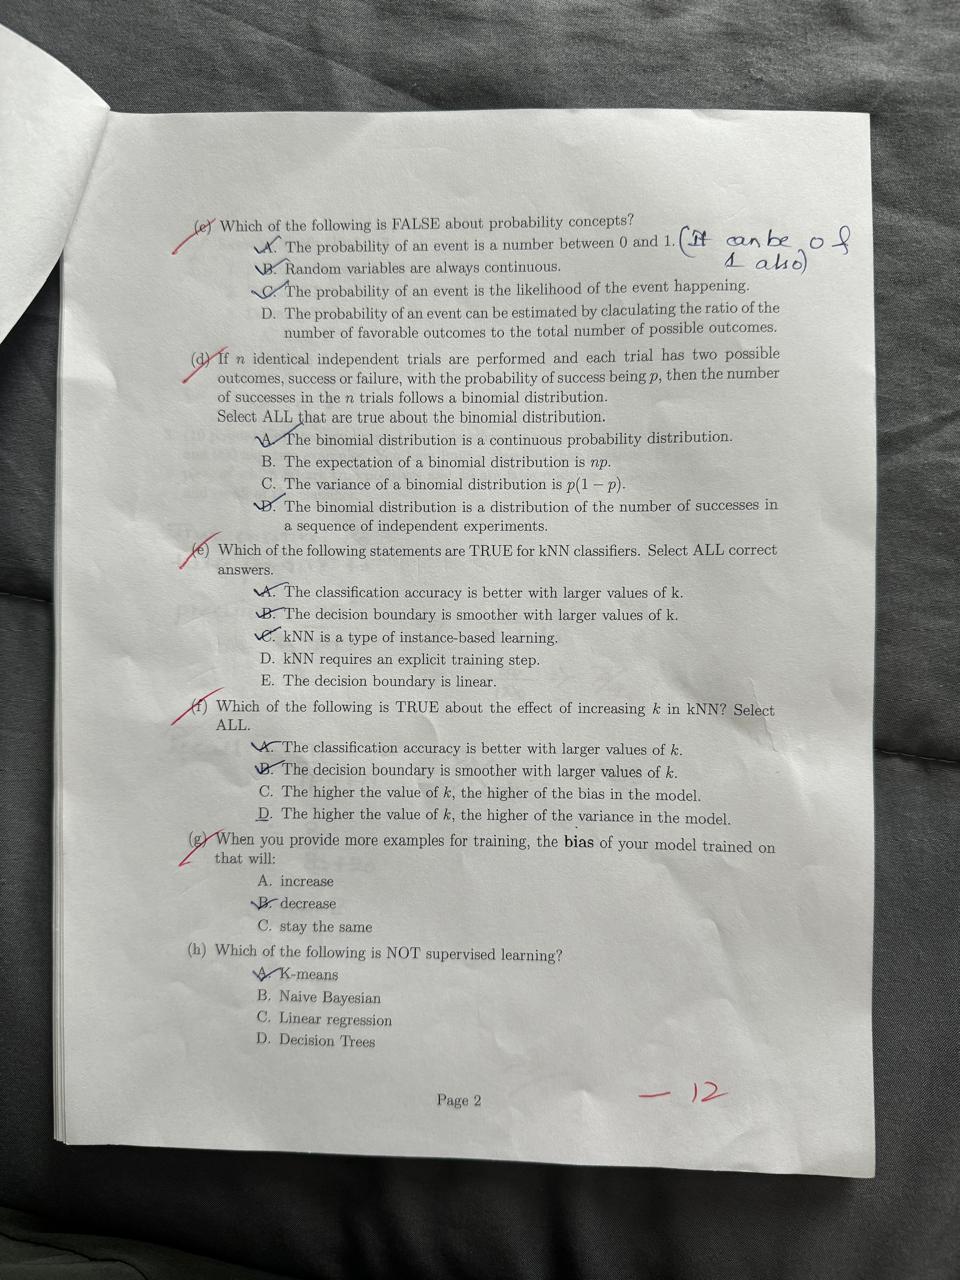 (c) Which of the following is FALSE about probability concepts?
A. The probability of an event is a number between 0 and 1. (It can be 0 &
1 also)
B. Random variables are always continuous.
C. The probability of an event is the likelihood of the event happening.
D. The probability of an event can be estimated by claculating the ratio of the
number of favorable outcomes to the total number of possible outcomes.
(d) If n identical independent trials are performed and each trial has two possible
outcomes, success or failure, with the probability of success being p, then the number
of successes in the n trials follows a binomial distribution.
Select ALL that are true about the binomial distribution.
A. The binomial distribution is a continuous probability distribution.
B. The expectation of a binomial distribution is np.
C. The variance of a binomial distribution is p(1 − p).
D. The binomial distribution is a distribution of the number of successes in
a sequence of independent experiments.
(e) Which of the following statements are TRUE for kNN classifiers. Select ALL correct
answers.
A. The classification accuracy is better with larger values of k.
B. The decision boundary is smoother with larger values of k.
C. kNN is a type of instance-based learning.
D. kNN requires an explicit training step.
E. The decision boundary is linear.
(f) Which of the following is TRUE about the effect of increasing k in kNN? Select
ALL.
A. The classification accuracy is better with larger values of k.
B. The decision boundary is smoother with larger values of k.
C. The higher the value of k, the higher of the bias in the model.
D. The higher the value of k, the higher of the variance in the model.
(g) When you provide more examples for training, the bias of your model trained on
that will:
A. increase
B. decrease
C. stay the same
(h) Which of the following is NOT supervised learning?
A. K-means
B. Naive Bayesian
C. Linear regression
D. Decision Trees
— 12
Page 2